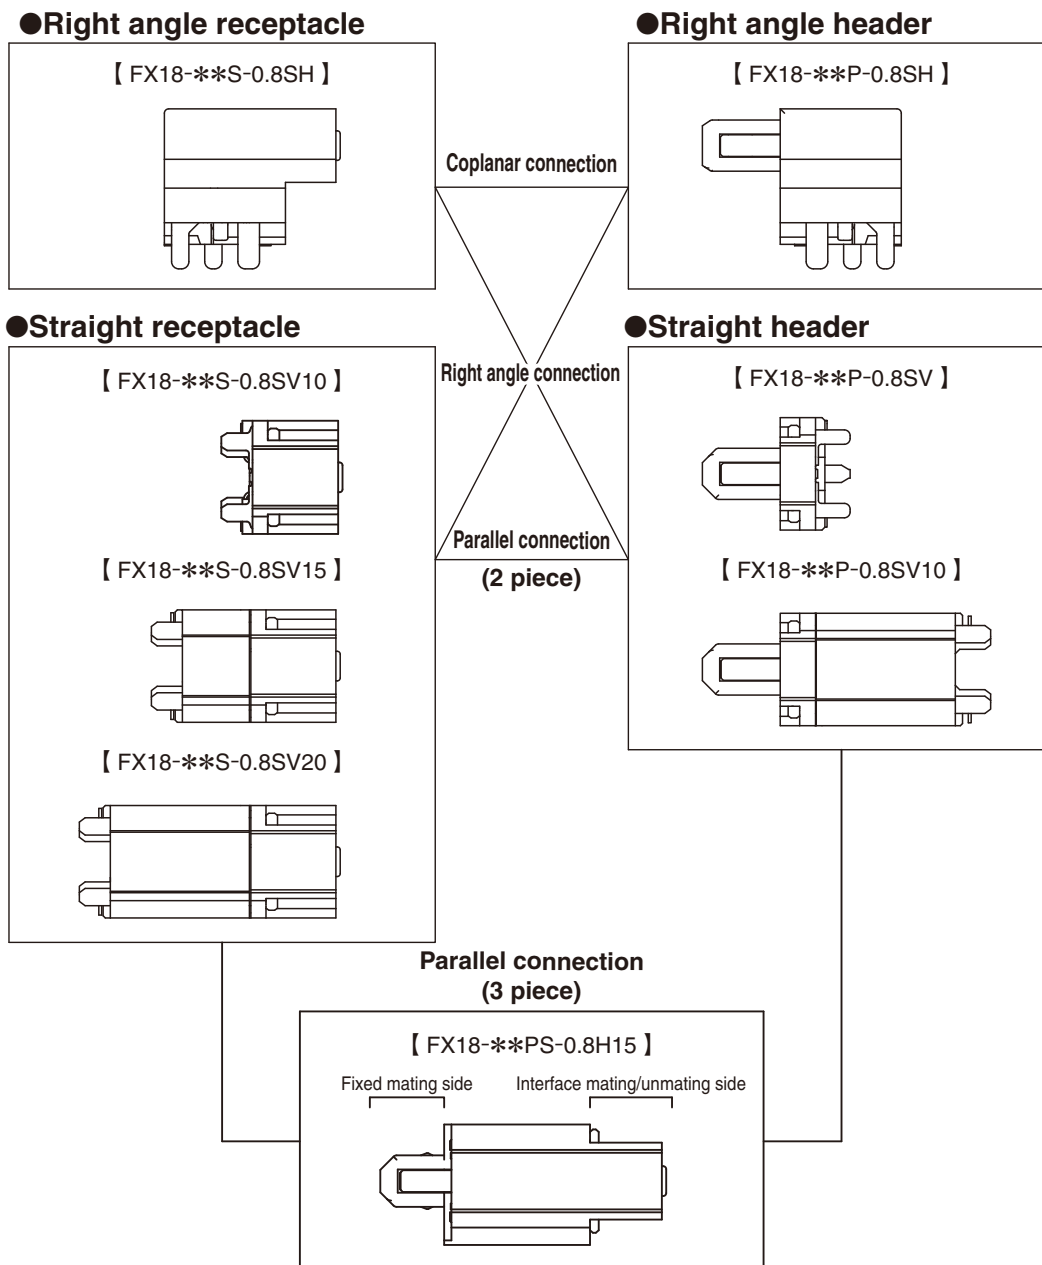 ●Right angle receptacle
【 FX18-**S-0.8SH 】
●Right angle header
【 FX18-**P-0.8SH 】
Coplanar connection
●Straight receptacle
【 FX18-**S-0.8SV10 】
【 FX18-**S-0.8SV15 】
【 FX18-**S-0.8SV20 】
Right angle connection
Parallel connection
(2 piece)
●Straight header
【 FX18-**P-0.8SV 】
【 FX18-**P-0.8SV10 】
Parallel connection
(3 piece)
【 FX18-**PS-0.8H15 】
Fixed mating side
Interface mating/unmating side